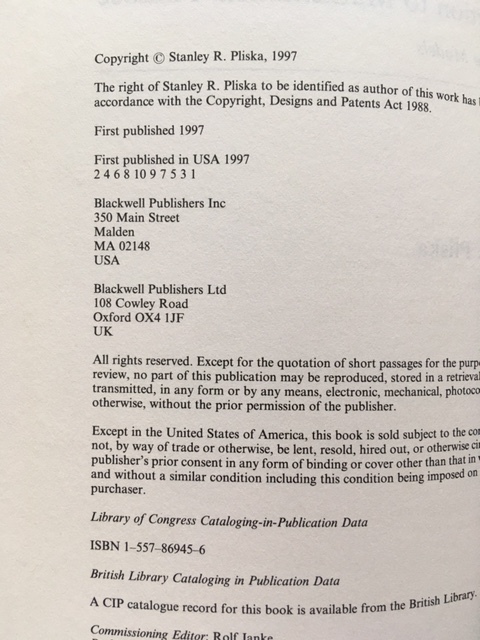 Copyright © Stanley R. Pliska, 1997
The right of Stanley R. Pliska to be identified as author of this work has
accordance with the Copyright, Designs and Patents Act 1988.
First published 1997
First published in USA 1997
2 4 6 8 10 9 7 5 3 1
Blackwell Publishers Inc
350 Main Street
Malden
MA 02148
USA
Blackwell Publishers Ltd
108 Cowley Road
Oxford OX4 1JF
UK
All rights reserved. Except for the quotation of short passages for the purp
review, no part of this publication may be reproduced, stored in a retrieval
transmitted, in any form or by any means, electronic, mechanical, photoco
otherwise, without the prior permission of the publisher.
Except in the United States of America, this book is sold subject to the con
not, by way of trade or otherwise, be lent, resold, hired out, or otherwise cir
publisher's prior consent in any form of binding or cover other than that in
and without a similar condition including this condition being imposed on
purchaser.
Library of Congress Cataloging-in-Publication Data
ISBN 1–557–86945–6
British Library Cataloging in Publication Data
A CIP catalogue record for this book is available from the British Library.
Commissioning Editor: Rolf Janke